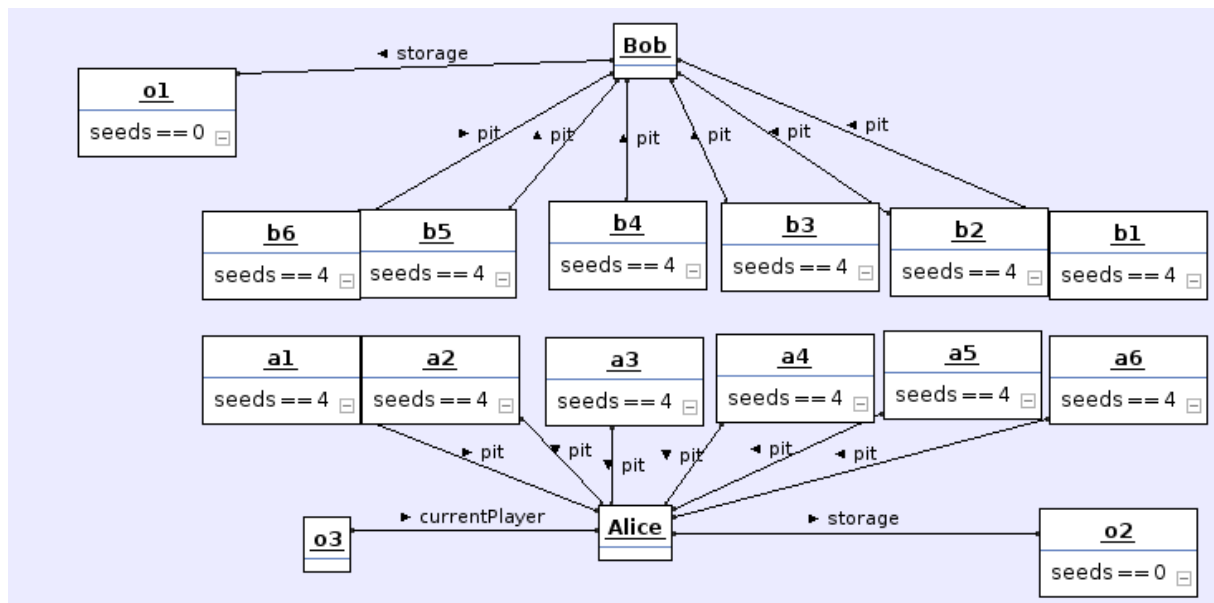 Bob
◄ storage
o1
seeds == 0
► pit
▲ pit
▲ pit
▲ pit
◄ pit
◄ pit
b6
seeds == 4
b5
seeds == 4
b4
seeds == 4
b3
seeds == 4
b2
seeds == 4
b1
seeds == 4
a1
seeds == 4
a2
seeds == 4
a3
seeds == 4
a4
seeds == 4
a5
seeds == 4
a6
seeds == 4
► pit
▼ pit
▼ pit
▼ pit
◄ pit
◄ pit
► currentPlayer
o3
Alice
► storage
o2
seeds == 0